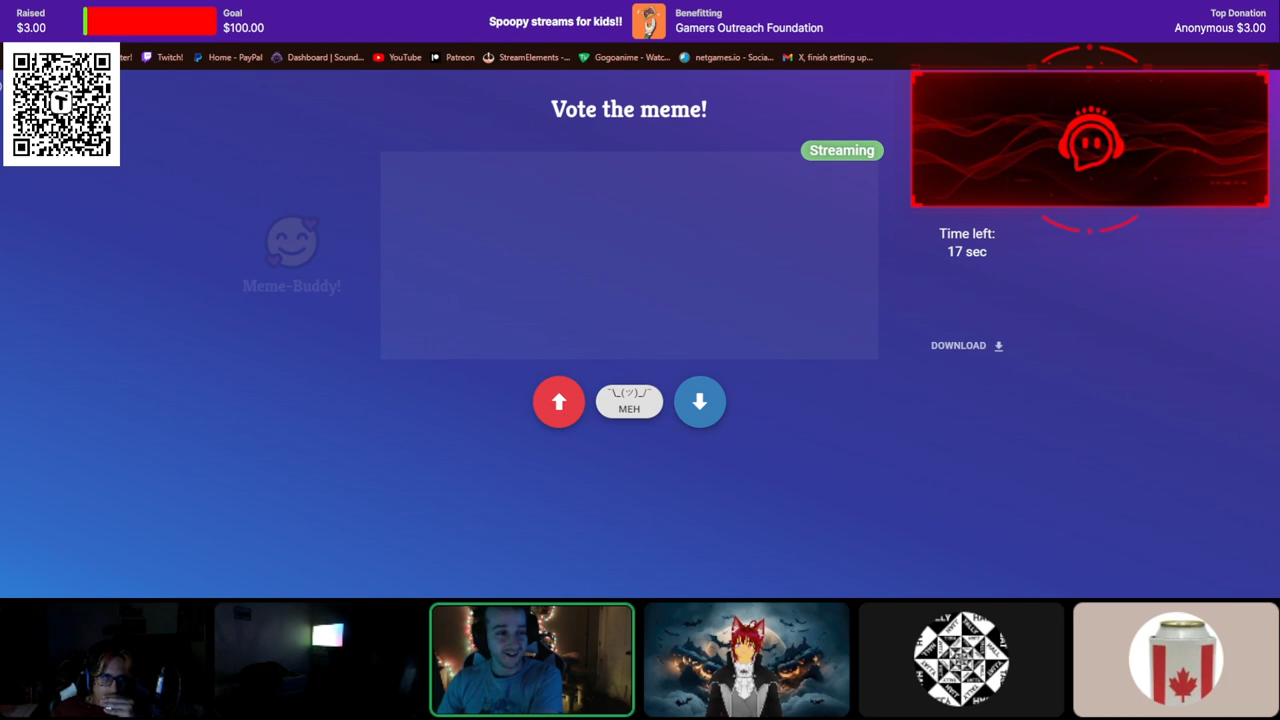 Raised
$3.00
Goal
$100.00
Spoopy streams for kids!!
Benefitting
Gamers Outreach Foundation
Top Donation
Anonymous $3.00
Twitch!
Home - PayPal
Dashboard | Sound...
YouTube
Patreon
StreamElements -...
Gogoanime - Watc...
netgames.io - Socia...
X, finish setting up...
Vote the meme!
Streaming
Time left:
17 sec
Meme-Buddy!
DOWNLOAD
¯\_(ツ)_/¯
MEH